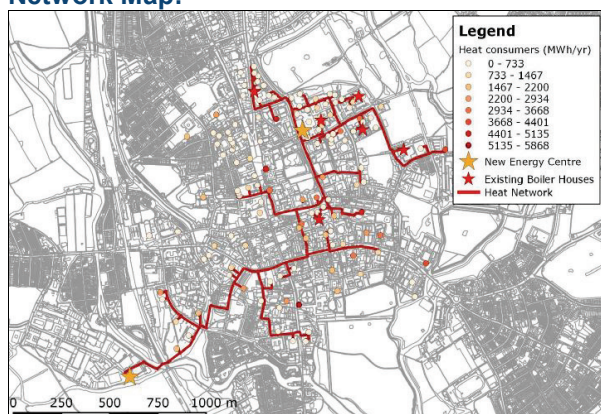 Network Map:
Legend
Heat consumers (MWh/yr)
0 - 733
733 - 1467
1467 - 2200
2200 - 2934
2934 - 3668
3668 - 4401
4401 - 5135
5135 - 5868
New Energy Centre
Existing Boiler Houses
Heat Network
0 250 500 750 1000 m